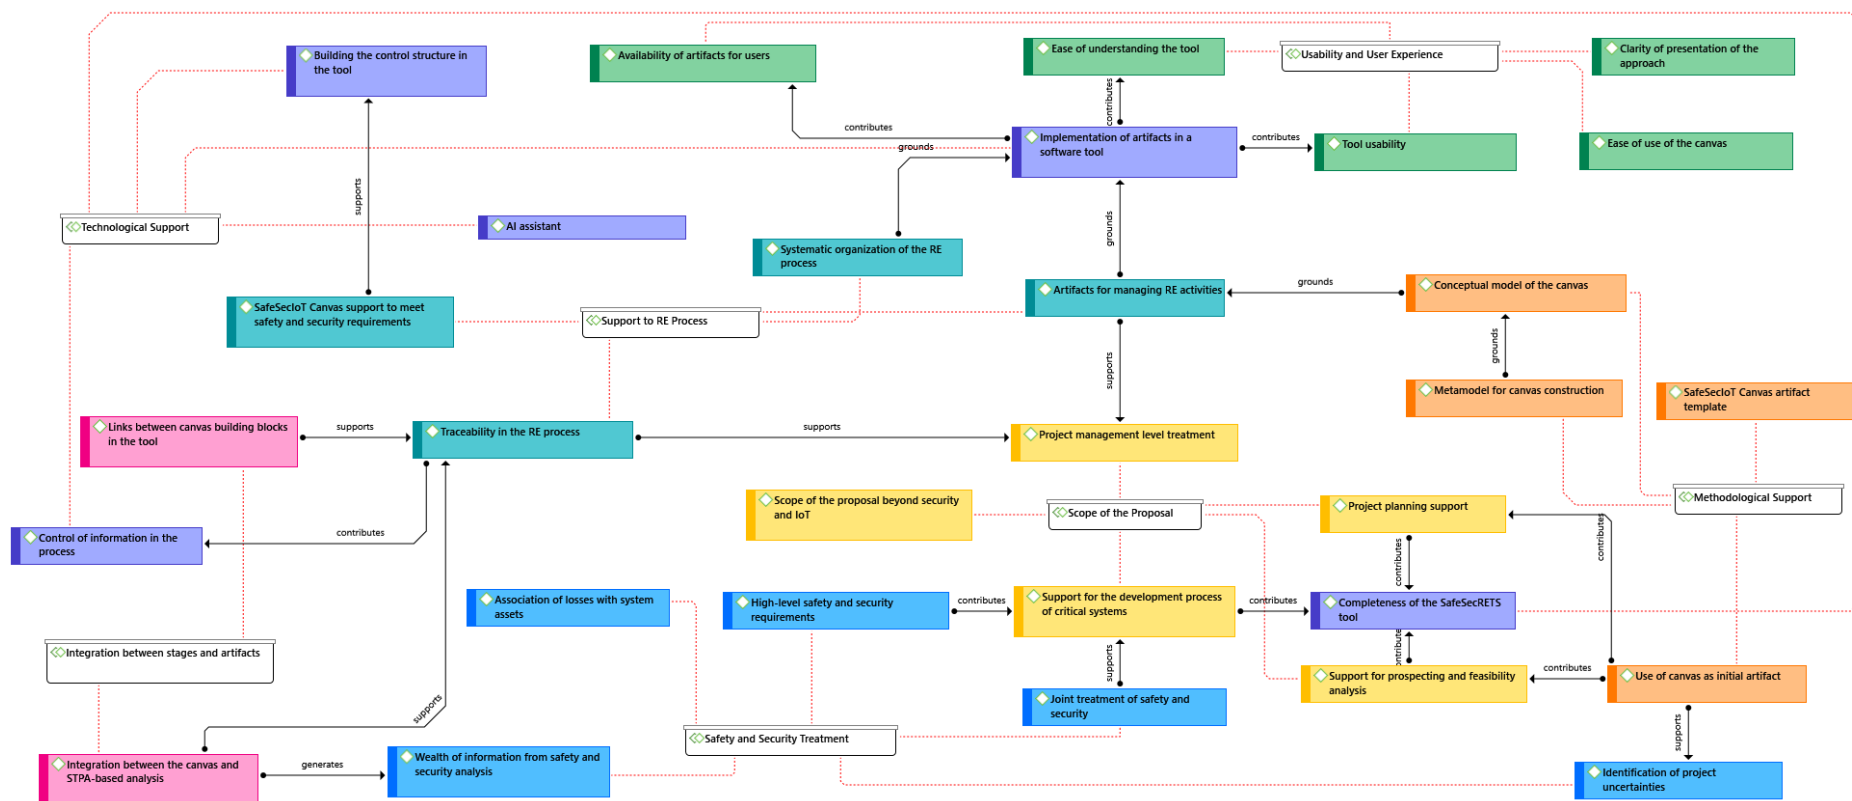 Building the control structure in
the tool
Availability of artifacts for users
Ease of understanding the tool
Usability and User Experience
Clarity of presentation of the
approach
contributes
contributes
grounds
Implementation of artifacts in a
software tool
contributes
Tool usability
Ease of use of the canvas
supports
Technological Support
AI assistant
grounds
Systematic organization of the RE
process
SafeSecIoT Canvas support to meet
safety and security requirements
Support to RE Process
Artifacts for managing RE activities
grounds
Conceptual model of the canvas
grounds
supports
Metamodel for canvas construction
SafeSecIoT Canvas artifact
template
Links between canvas building blocks
in the tool
supports
Traceability in the RE process
supports
Project management level treatment
Scope of the proposal beyond security
and IoT
Scope of the Proposal
Project planning support
Methodological Support
contributes
Control of information in the
process
contributes
contributes
Association of losses with system
assets
High-level safety and security
requirements
contributes
Support for the development process
of critical systems
contributes
Completeness of the SafeSecRETS
tool
Integration between stages and artifacts
supports
contribute
Support for prospecting and feasibility
analysis
contributes
Use of canvas as initial artifact
supports
Joint treatment of safety and
security
Safety and Security Treatment
supports
Integration between the canvas and
STPA-based analysis
generates
Wealth of information from safety and
security analysis
Identification of project
uncertainties